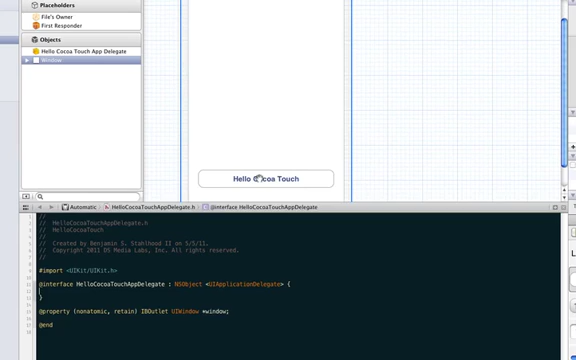 Placeholders
File's Owner
First Responder
Objects
Hello Cocoa Touch App Delegate
Window
Hello Cocoa Touch
Automatic
HelloCocoaTouchAppDelegate.h
@interface HelloCocoaTouchAppDelegate
//
// HelloCocoaTouchAppDelegate.h
// HelloCocoaTouch
//
// Created by Benjamin S. Stahlhood II on 5/5/11.
// Copyright 2011 DS Media Labs, Inc. All rights reserved.
//
#import <UIKit/UIKit.h>
@interface HelloCocoaTouchAppDelegate : NSObject <UIApplicationDelegate> {
}
@property (nonatomic, retain) IBOutlet UIWindow *window;
@end